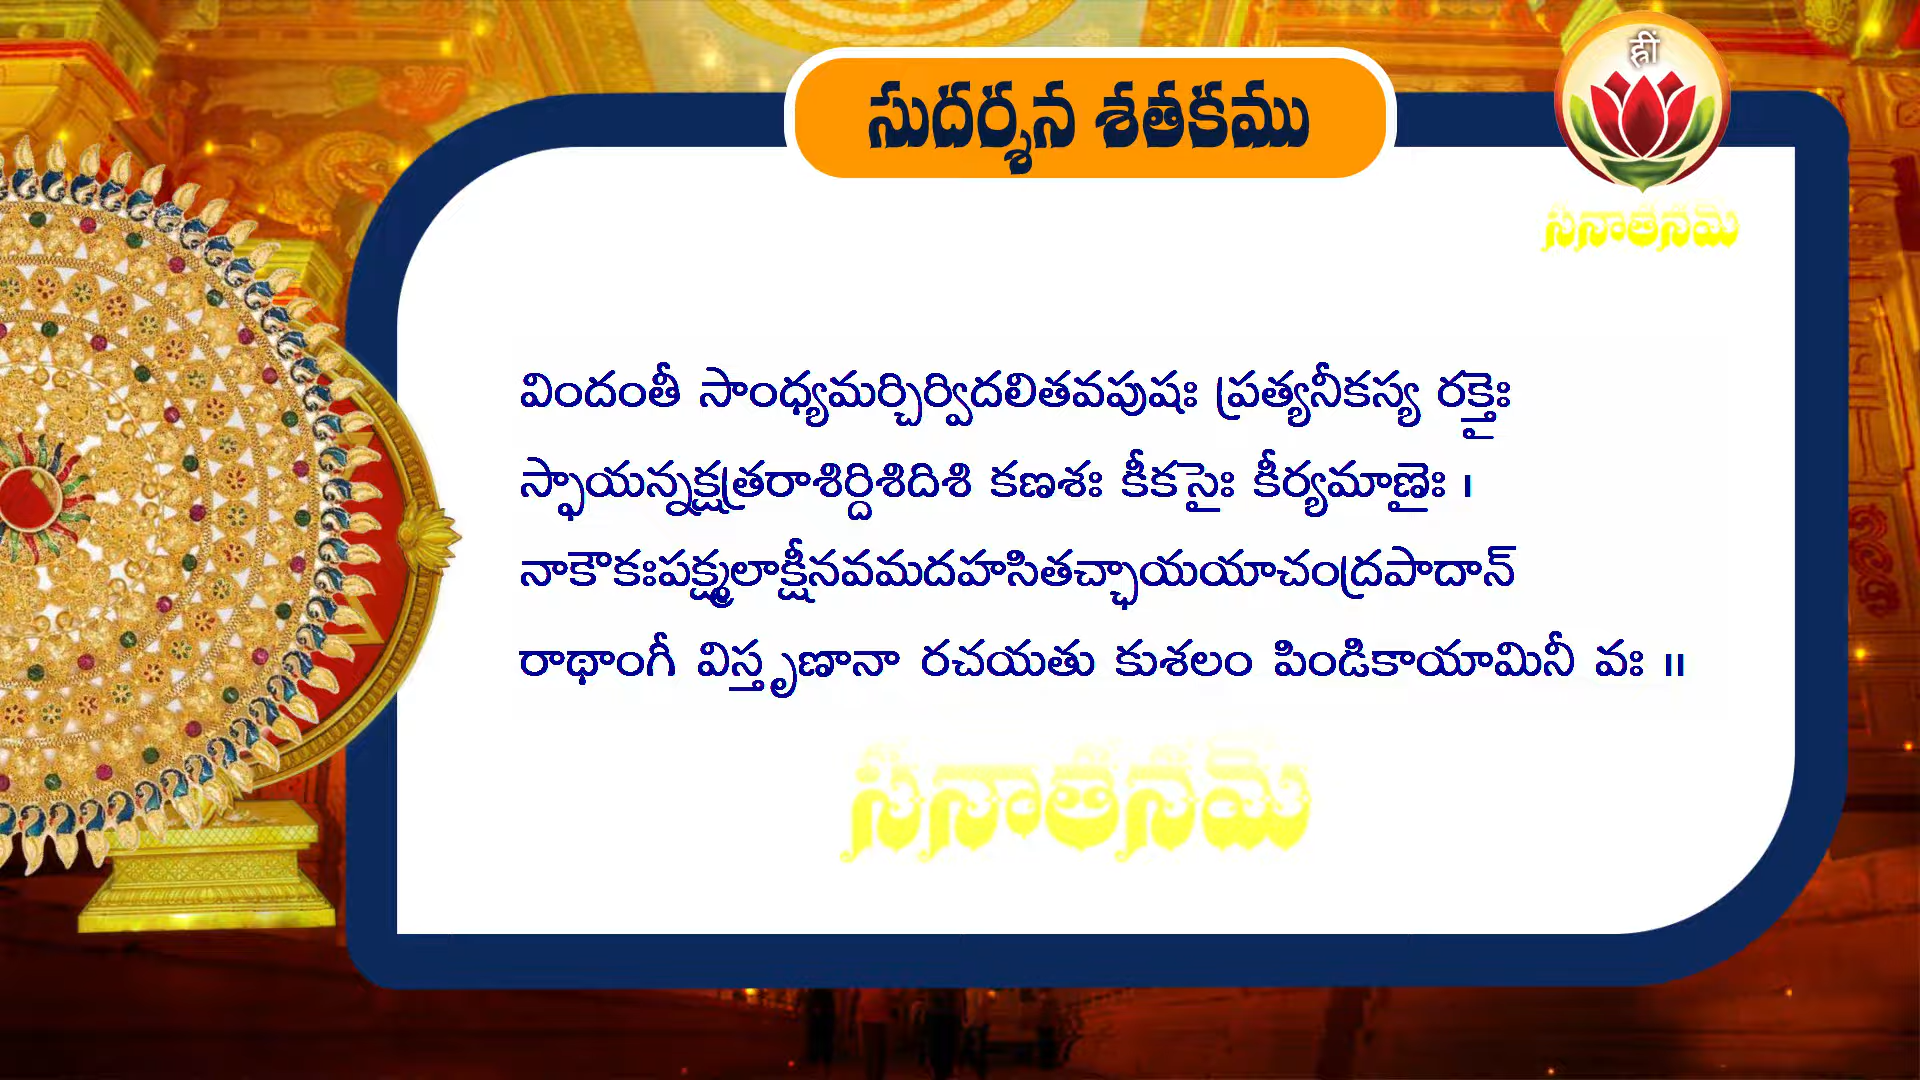 సుదర్శన శతకము
ह्रीं
సనాతనమ్
విందంతీ సాంధ్యమర్చిర్విదలితవపుషః ప్రత్యనీకస్య రక్తైః
స్ఫాయన్నక్షత్రరాశిర్దిశిదిశి కణశః కీకసైః కీర్యమాణైః ।
నాకౌకఃపక్ష్మలాక్షీనవమదహసితచ్ఛాయయాచంద్రపాదాన్
రాథాంగీ విస్తృణానా రచయతు కుశలం పిండికాయామినీ వః ॥
సనాతనమ్